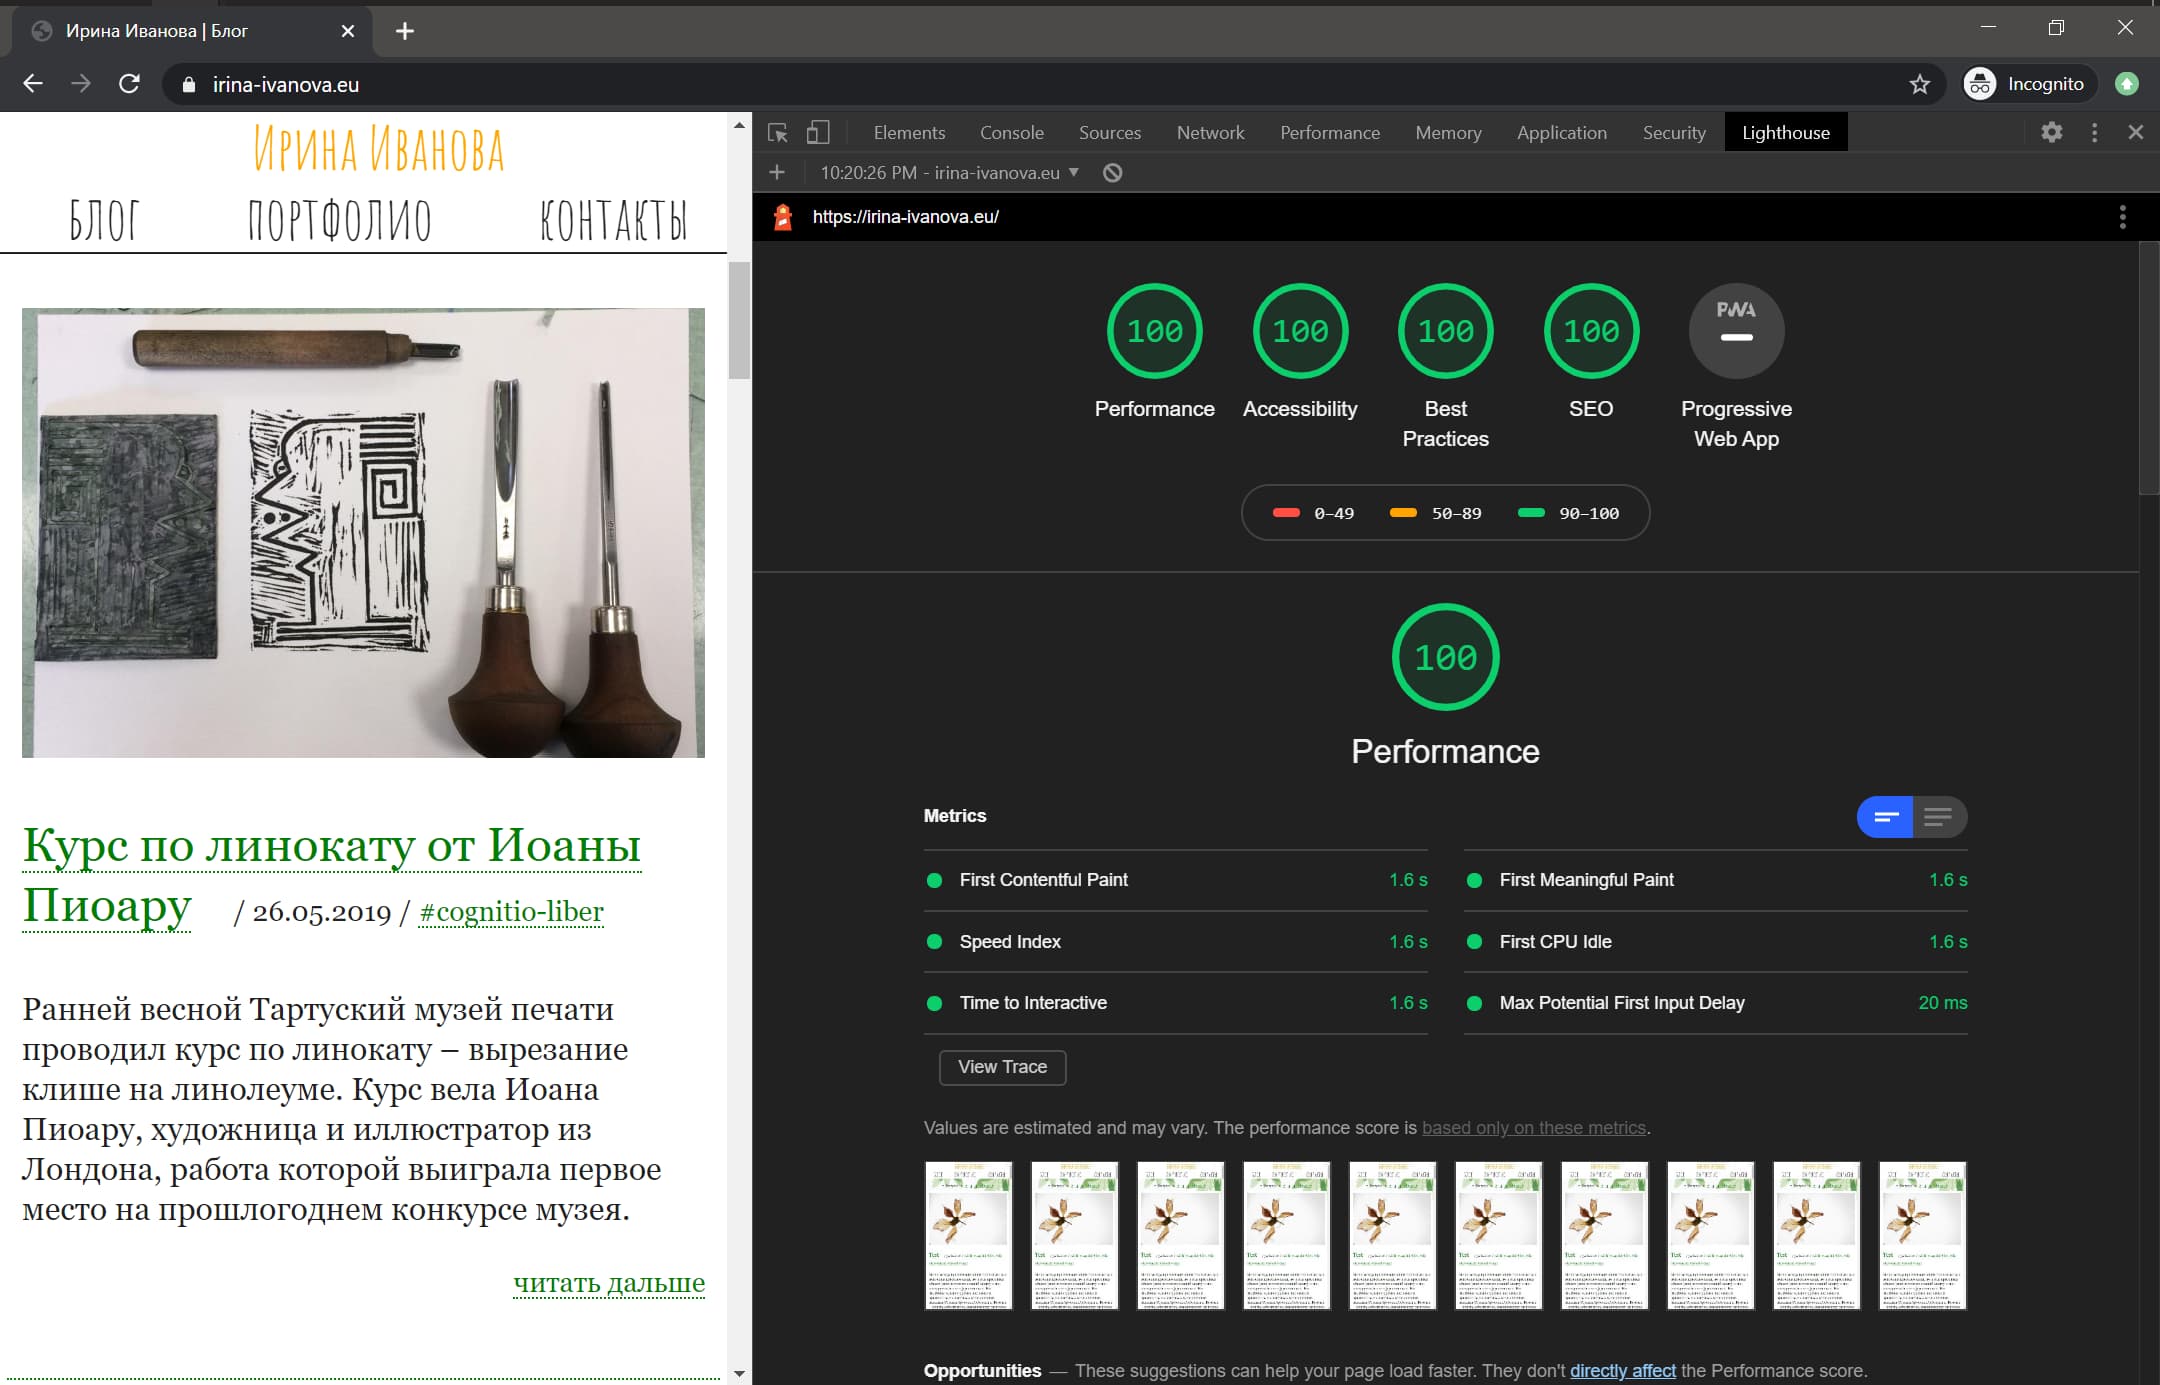 Ирина Иванова | Блог
irina-ivanova.eu
Incognito
Ирина Иванова
БЛОГ ПОРТФОЛИО КОНТАКТЫ
Курс по линокату от Иоаны
Пиоару / 26.05.2019 / #cognitio-liber
Ранней весной Тартуский музей печати
проводил курс по линокату – вырезание
клише на линолеуме. Курс вела Иоана
Пиоару, художница и иллюстратор из
Лондона, работа которой выиграла первое
место на прошлогоднем конкурсе музея.
читать дальше
Elements Console Sources Network Performance Memory Application Security Lighthouse
10:20:26 PM - irina-ivanova.eu
https://irina-ivanova.eu/
100 100 100 100 PWA
Performance Accessibility Best Practices SEO Progressive Web App
0–49 50–89 90–100
100
Performance
Metrics
First Contentful Paint 1.6 s First Meaningful Paint 1.6 s
Speed Index 1.6 s First CPU Idle 1.6 s
Time to Interactive 1.6 s Max Potential First Input Delay 20 ms
View Trace
Values are estimated and may vary. The performance score is based only on these metrics.
Opportunities — These suggestions can help your page load faster. They don't directly affect the Performance score.